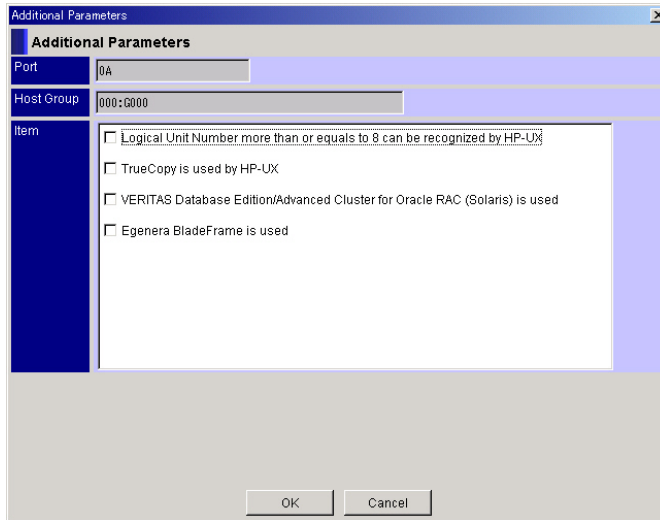 Additional Parameters
Additional Parameters
Port
0A
Host Group
000:G000
Item
Logical Unit Number more than or equals to 8 can be recognized by HP-UX
TrueCopy is used by HP-UX
VERITAS Database Edition/Advanced Cluster for Oracle RAC (Solaris) is used
Egenera BladeFrame is used
OK
Cancel